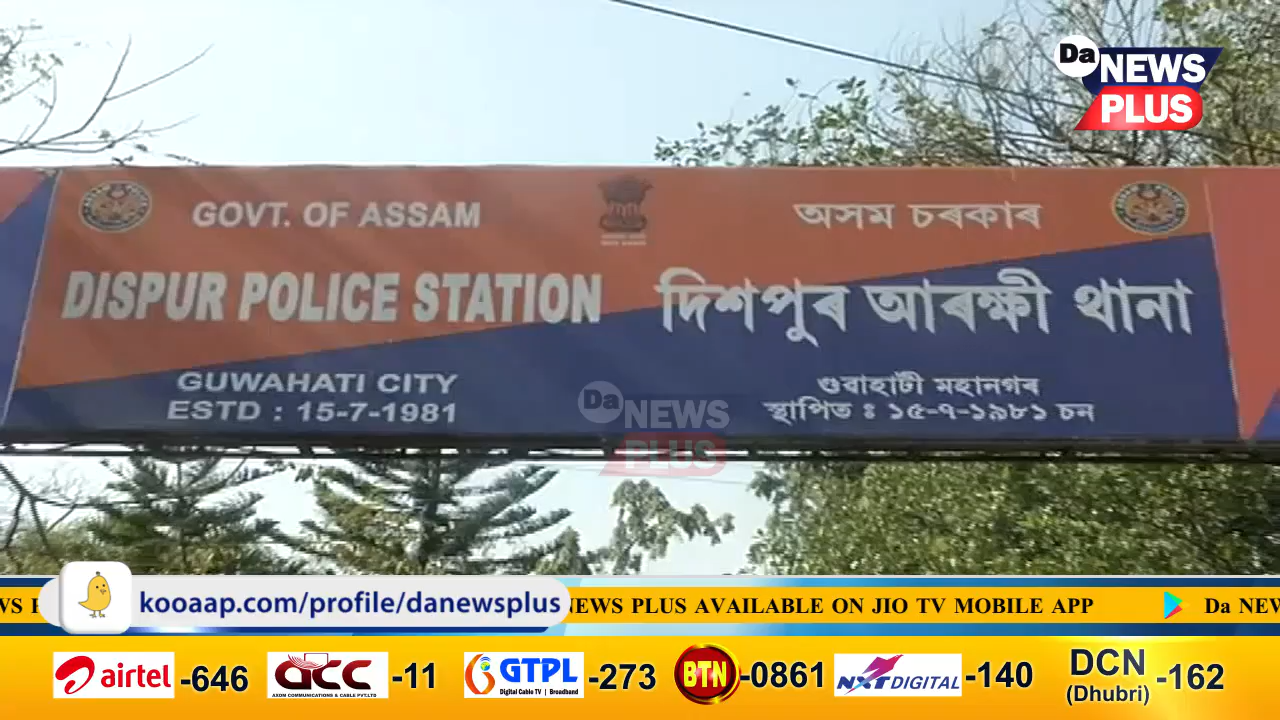 Da NEWS
PLUS
GOVT. OF ASSAM
অসম চৰকাৰ
DISPUR POLICE STATION
দিশপুৰ আৰক্ষী থানা
GUWAHATI CITY
গুৱাহাটী মহানগৰ
ESTD : 15-7-1981
স্থাপিত ঃ ১৫-৭-১৯৮১ চন
Da NEWS
PLUS
kooaap.com/profile/danewsplus
NEWS PLUS AVAILABLE ON JIO TV MOBILE APP
Da NEW
airtel -646
ACC -11
AXON COMMUNICATIONS & CABLE PVT.LTD
GTPL -273
Digital Cable TV | Broadband
BTN -0861
NXT DIGITAL -140
DCN
(Dhubri) -162